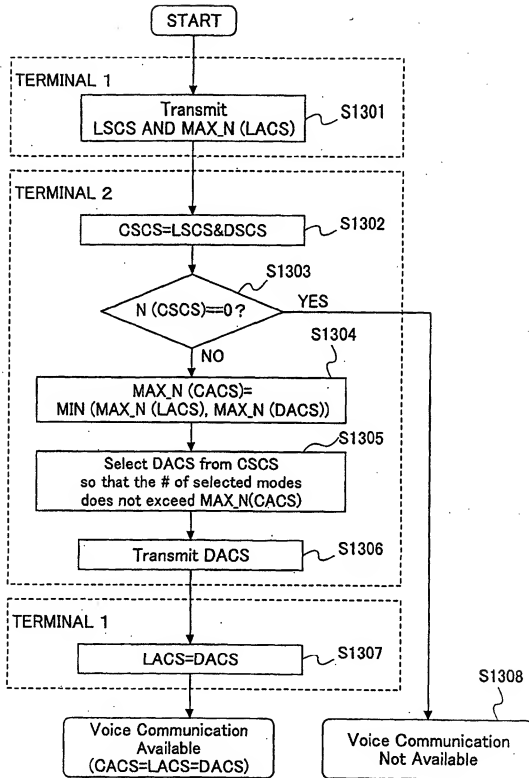 START
TERMINAL 1
Transmit
LSCS AND MAX_N (LACS)
S1301
TERMINAL 2
CSCS=LSCS&DSCS
S1302
S1303
N (CSCS)==0?
YES
NO
S1304
MAX_N (CACS)=
MIN (MAX_N (LACS), MAX_N (DACS))
S1305
Select DACS from CSCS
so that the # of selected modes
does not exceed MAX_N(CACS)
Transmit DACS
S1306
TERMINAL 1
LACS=DACS
S1307
S1308
Voice Communication
Available
(CACS=LACS=DACS)
Voice Communication
Not Available